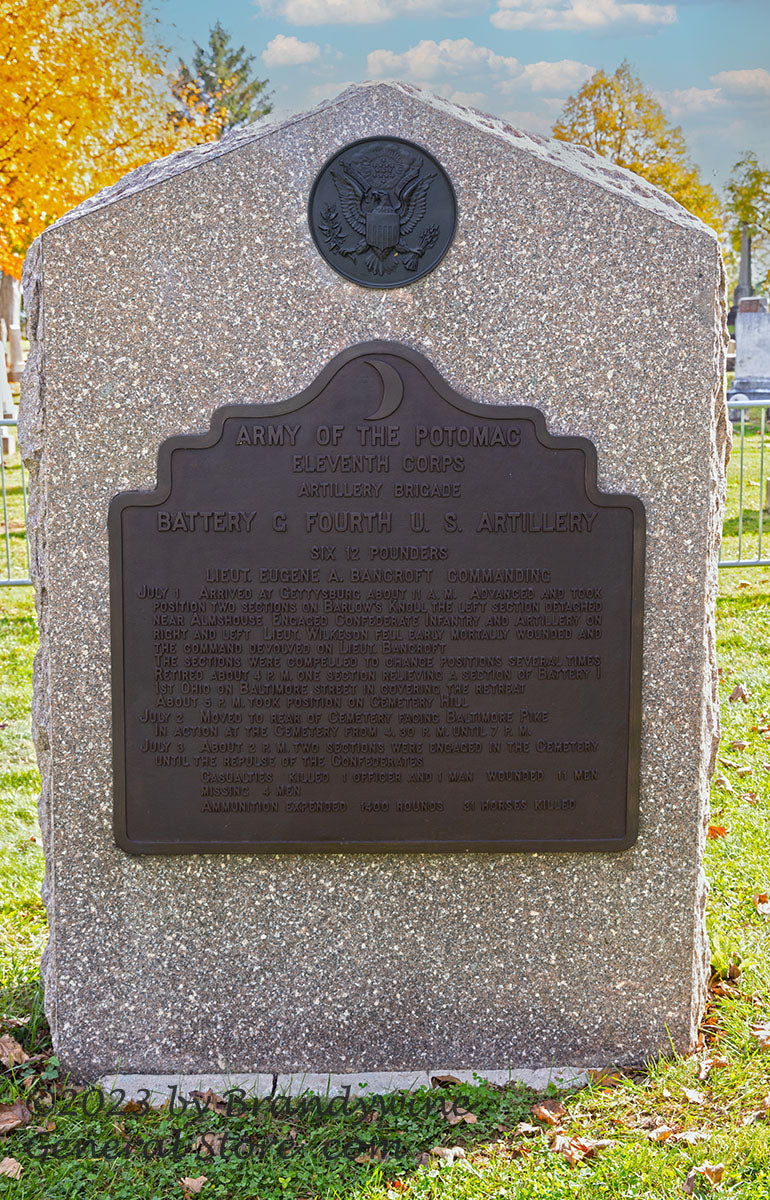 ARMY OF THE POTOMAC
ELEVENTH CORPS
ARTILLERY BRIGADE
BATTERY G FOURTH U. S. ARTILLERY
SIX 12 POUNDERS
LIEUT. EUGENE A. BANCROFT COMMANDING
JULY 1 ARRIVED AT GETTYSBURG ABOUT 11 A. M. ADVANCED AND TOOK
POSITION TWO SECTIONS ON BARLOW'S KNOLL THE LEFT SECTION DETACHED
NEAR ALMSHOUSE ENGAGED CONFEDERATE INFANTRY AND ARTILLERY ON
RIGHT AND LEFT LIEUT. WILKESON FELL EARLY MORTALLY WOUNDED AND
THE COMMAND DEVOLVED ON LIEUT. BANCROFT
THE SECTIONS WERE COMPELLED TO CHANGE POSITIONS SEVERAL TIMES
RETIRED ABOUT 4 P. M. ONE SECTION RELIEVING A SECTION OF BATTERY I
1ST OHIO ON BALTIMORE STREET IN COVERING THE RETREAT
ABOUT 5 P. M. TOOK POSITION ON CEMETERY HILL
JULY 2 MOVED TO REAR OF CEMETERY FACING BALTIMORE PIKE
IN ACTION AT THE CEMETERY FROM 4.30 P. M. UNTIL 7 P. M.
JULY 3 ABOUT 2 P. M. TWO SECTIONS WERE ENGAGED IN THE CEMETERY
UNTIL THE REPULSE OF THE CONFEDERATES
CASUALTIES KILLED 1 OFFICER AND 1 MAN WOUNDED 11 MEN
MISSING 4 MEN
AMMUNITION EXPENDED 1400 ROUNDS 31 HORSES KILLED
©2023 by Brandywine
General-Store.com